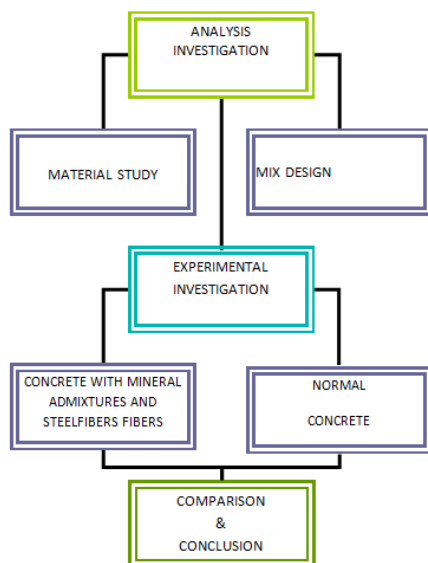 ANALYSIS
INVESTIGATION
MATERIAL STUDY
MIX DESIGN
EXPERIMENTAL
INVESTIGATION
CONCRETE WITH MINERAL
ADMIXTURES AND
STEELFIBERS FIBERS
NORMAL
CONCRETE
COMPARISON
&
CONCLUSION